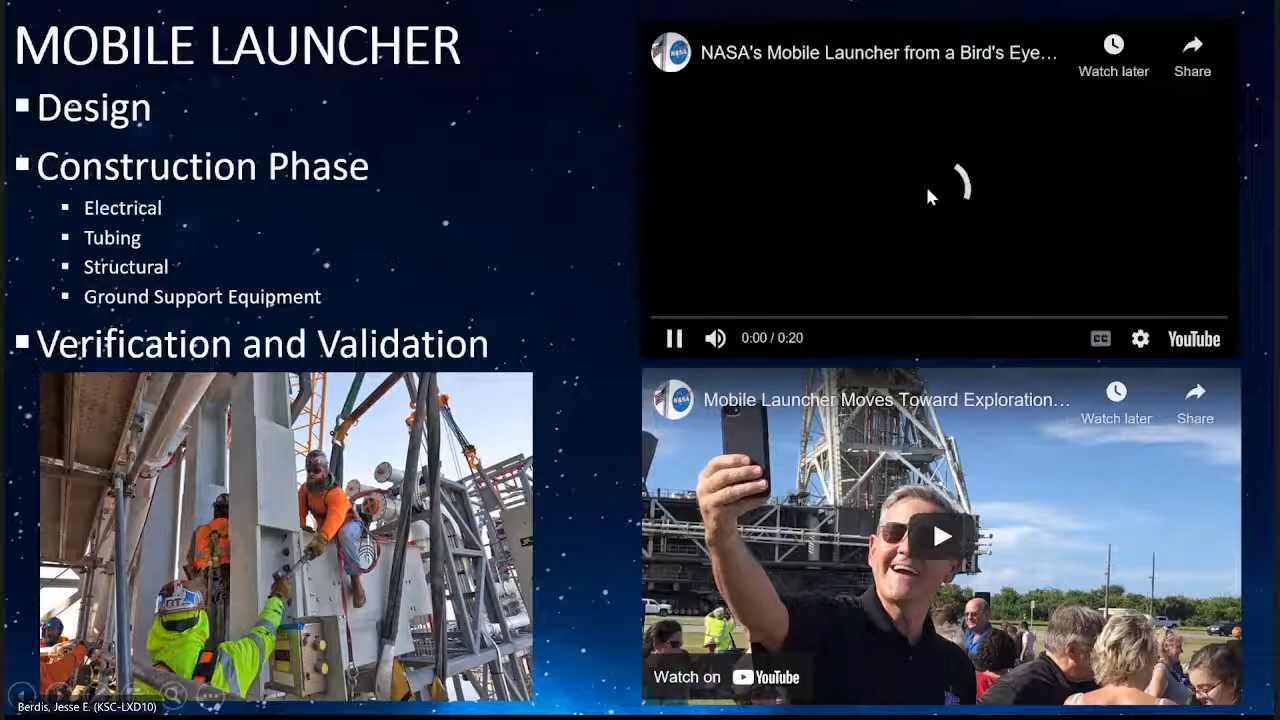 MOBILE LAUNCHER
▪ Design
▪ Construction Phase
▪ Electrical
▪ Tubing
▪ Structural
▪ Ground Support Equipment
▪ Verification and Validation
NASA's Mobile Launcher from a Bird's Eye…
Watch later
Share
0:00 / 0:20
CC
YouTube
NASA
Mobile Launcher Moves Toward Exploration…
Watch later
Share
Watch on YouTube
Berdis, Jesse E. (KSC-LXD10)